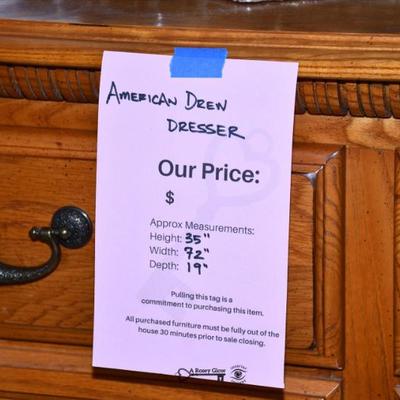 AMERICAN DREW
DRESSER
Our Price:
$
Approx Measurements:
Height: 35"
Width: 72"
Depth: 19"
Pulling this tag is a
commitment to purchasing this item.
All purchased furniture must be fully out of the
house 30 minutes prior to sale closing.
A Rosey Glow